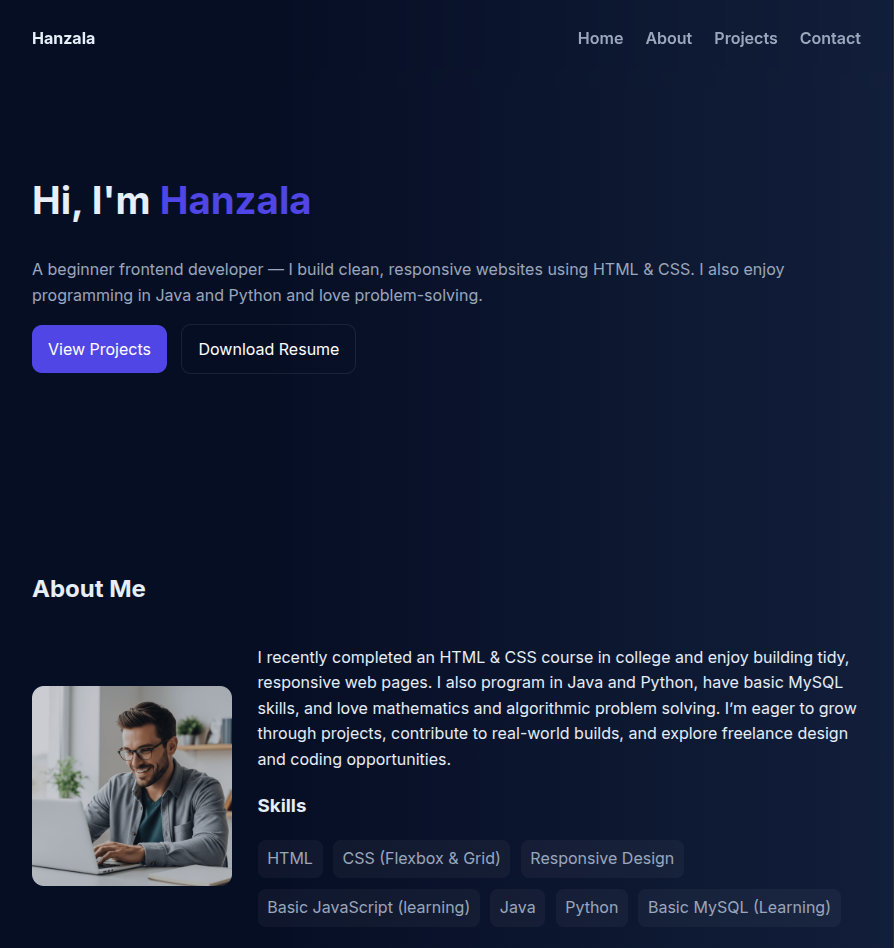 Hanzala
Home About Projects Contact
Hi, I'm Hanzala
A beginner frontend developer — I build clean, responsive websites using HTML & CSS. I also enjoy
programming in Java and Python and love problem-solving.
View Projects Download Resume
About Me
I recently completed an HTML & CSS course in college and enjoy building tidy,
responsive web pages. I also program in Java and Python, have basic MySQL
skills, and love mathematics and algorithmic problem solving. I’m eager to grow
through projects, contribute to real-world builds, and explore freelance design
and coding opportunities.
Skills
HTML CSS (Flexbox & Grid) Responsive Design
Basic JavaScript (learning) Java Python Basic MySQL (Learning)